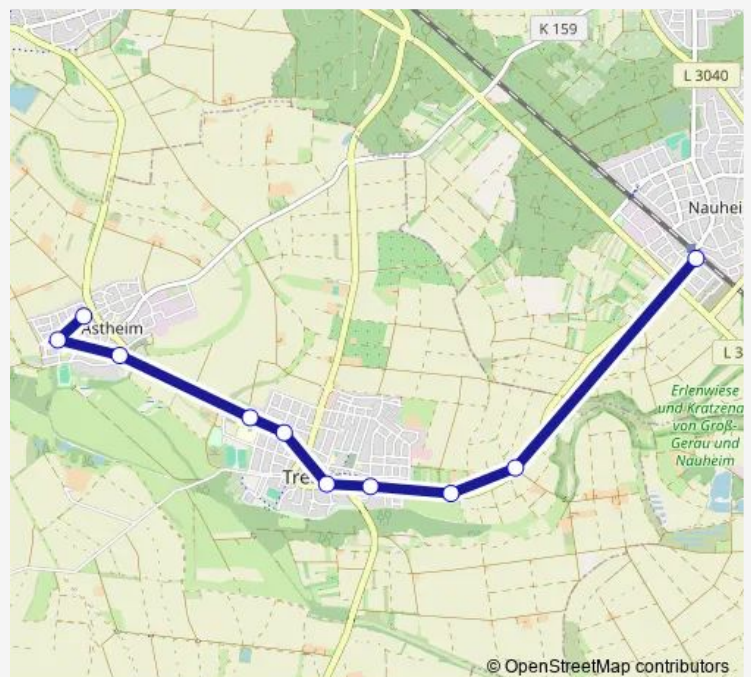 K 159
L 3040
Nauhei
Astheim
L 3
Erlenwiese
und Kratzena
von Groß-
Gerau und
Nauheim
Tre
© OpenStreetMap contributors